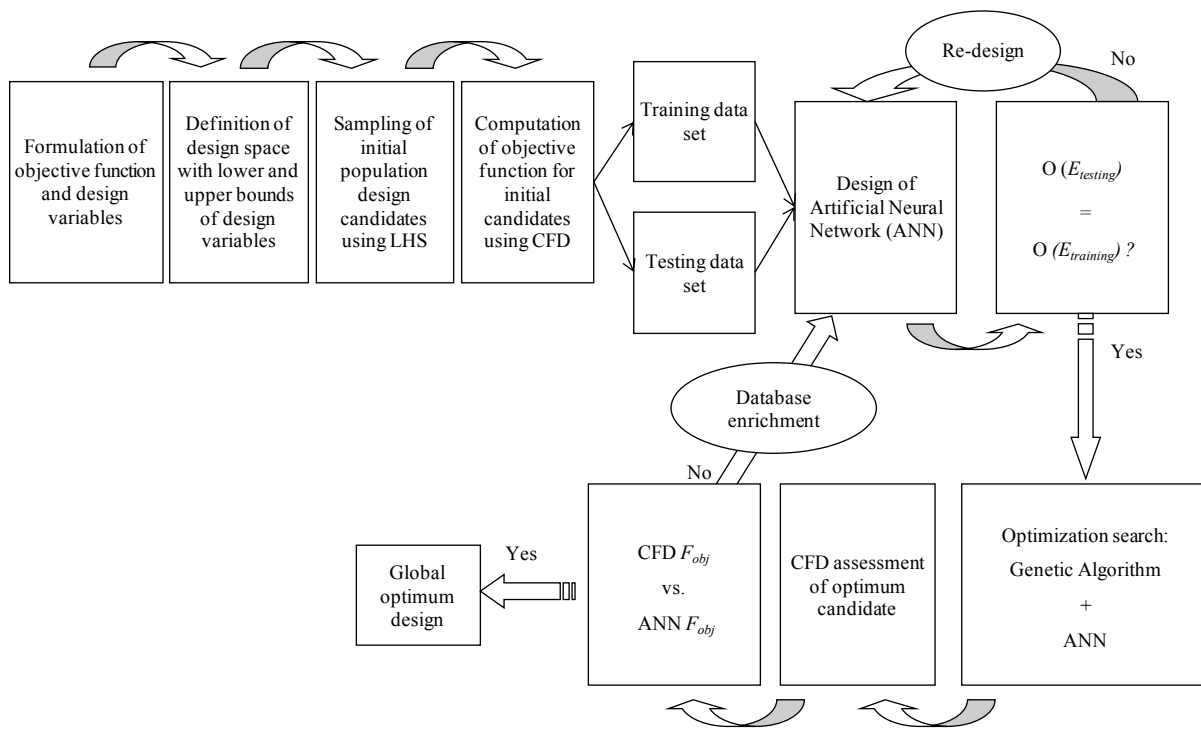 Formulation of
objective function
and design
variables
Definition of
design space
with lower and
upper bounds
of design
variables
Sampling of
initial
population
design
candidates
using LHS
Computation
of objective
function for
initial
candidates
using CFD
Training data
set
Testing data
set
Design of
Artificial Neural
Network (ANN)
Re-design
No
O (E_testing)
=
O (E_training) ?
Yes
Database
enrichment
No
Optimization search:
Genetic Algorithm
+
ANN
CFD assessment
of optimum
candidate
CFD F_obj
vs.
ANN F_obj
Yes
Global
optimum
design